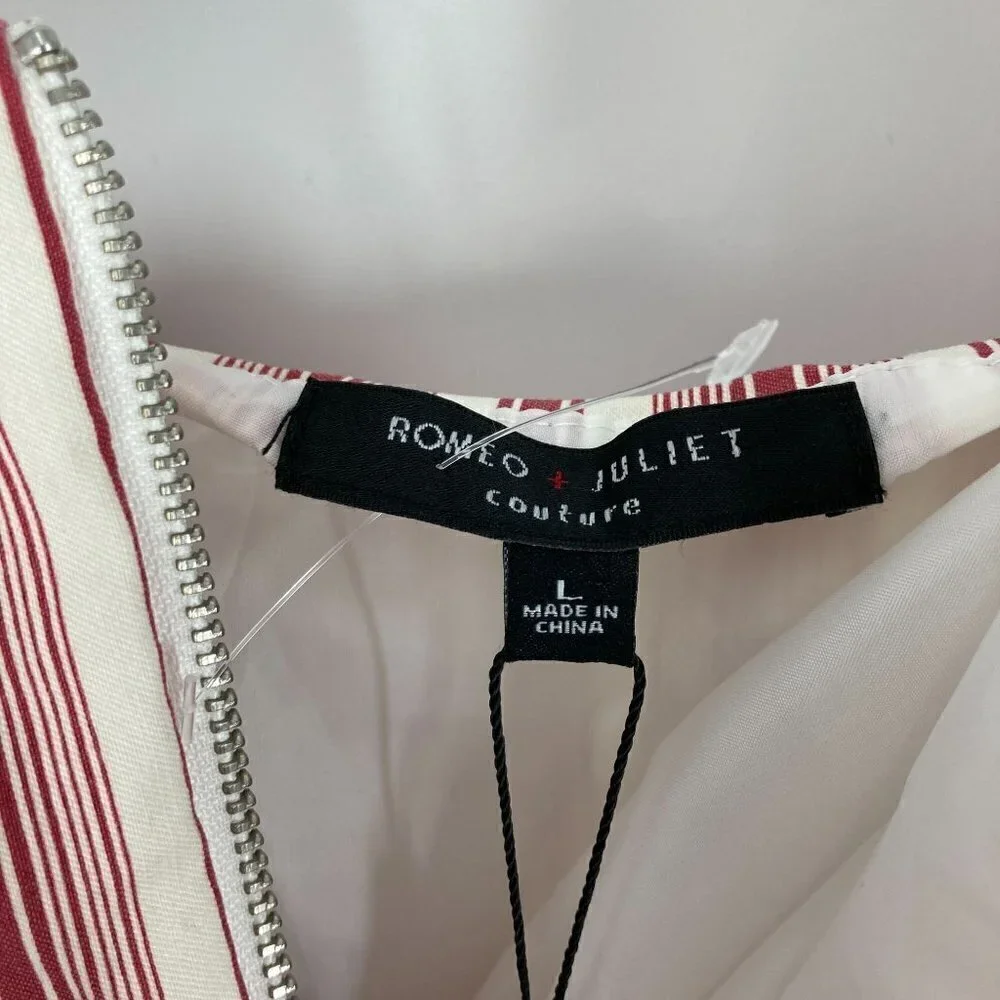 ROMEO + JULIET
couture
L
MADE IN
CHINA